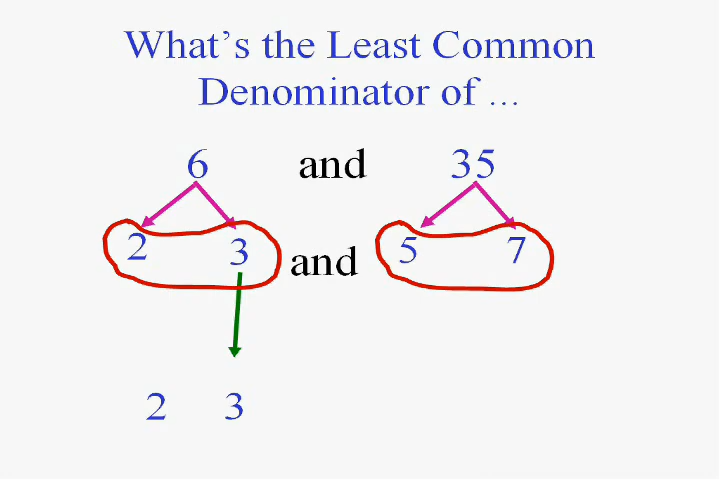 What's the Least Common
Denominator of ...
6 and 35
2 3 and 5 7
2 3